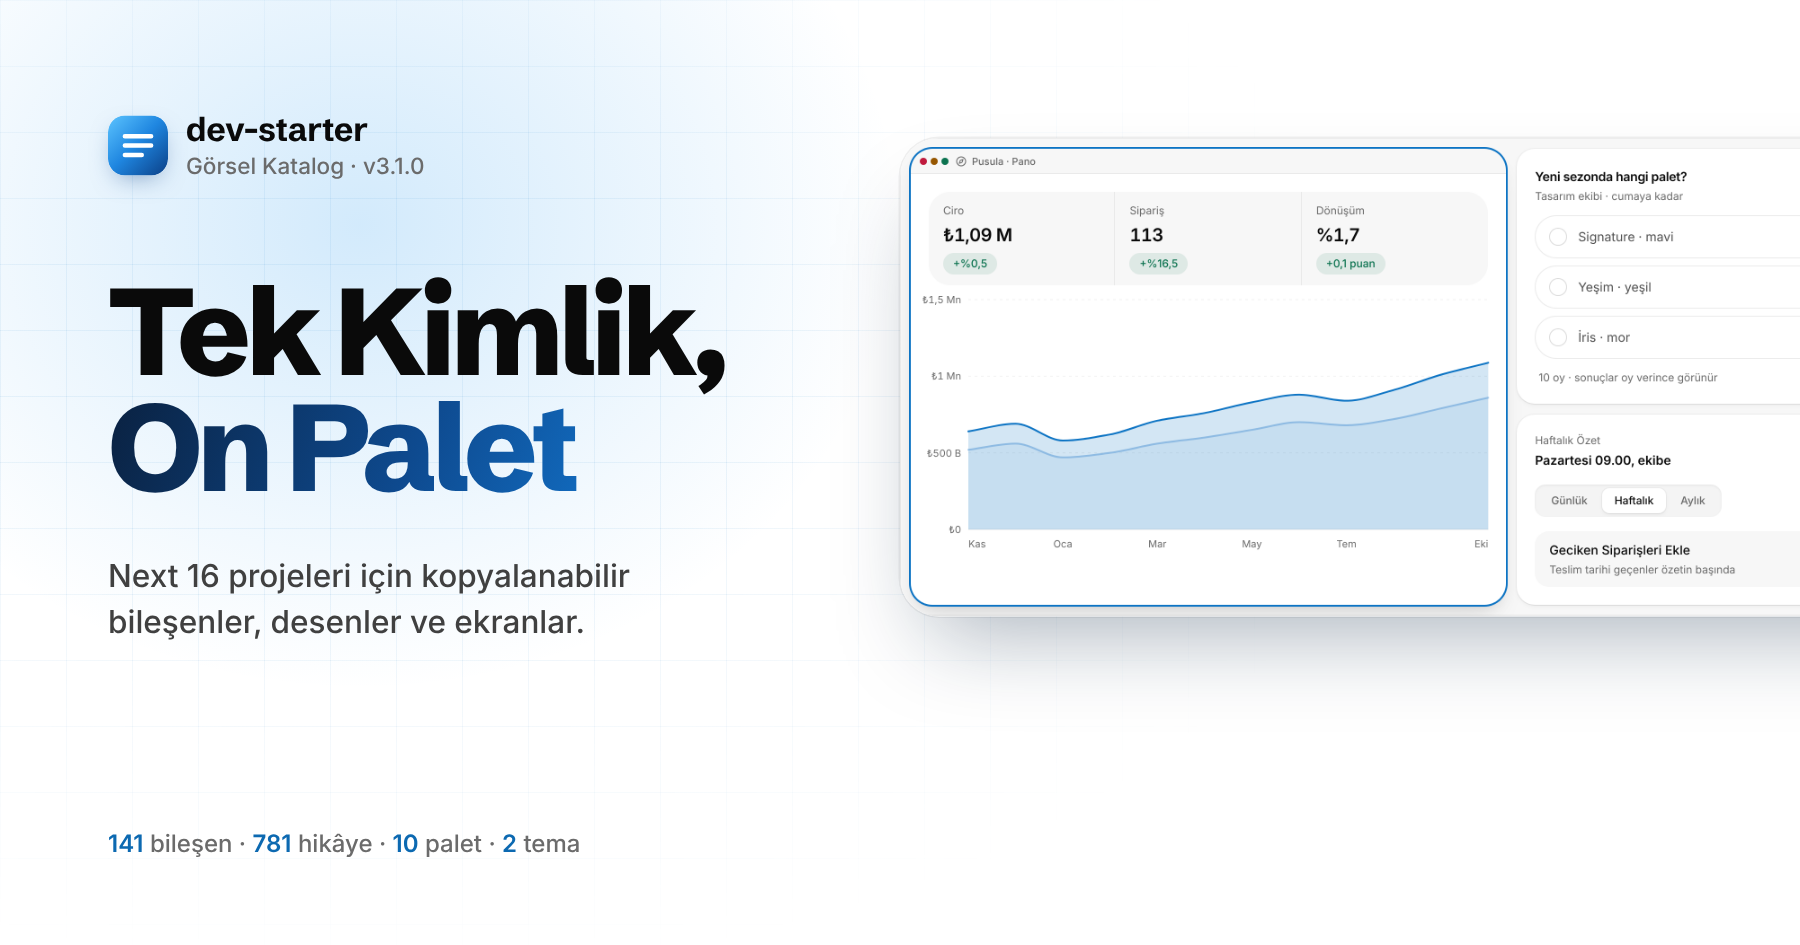 dev-starter
Görsel Katalog · v3.1.0
Tek Kimlik,
On Palet
Next 16 projeleri için kopyalanabilir
bileşenler, desenler ve ekranlar.
141 bileşen · 781 hikâye · 10 palet · 2 tema
Pusula · Pano
Ciro
₺1,09 M
+%0,5
Sipariş
113
+%16,5
Dönüşüm
%1,7
+0,1 puan
₺1,5 Mn
₺1 Mn
₺500 B
₺0
Kas Oca Mar May Tem Eki
Yeni sezonda hangi palet?
Tasarım ekibi · cumaya kadar
Signature · mavi
Yeşim · yeşil
İris · mor
10 oy · sonuçlar oy verince görünür
Haftalık Özet
Pazartesi 09.00, ekibe
Günlük Haftalık Aylık
Geciken Siparişleri Ekle
Teslim tarihi geçenler özetin başında